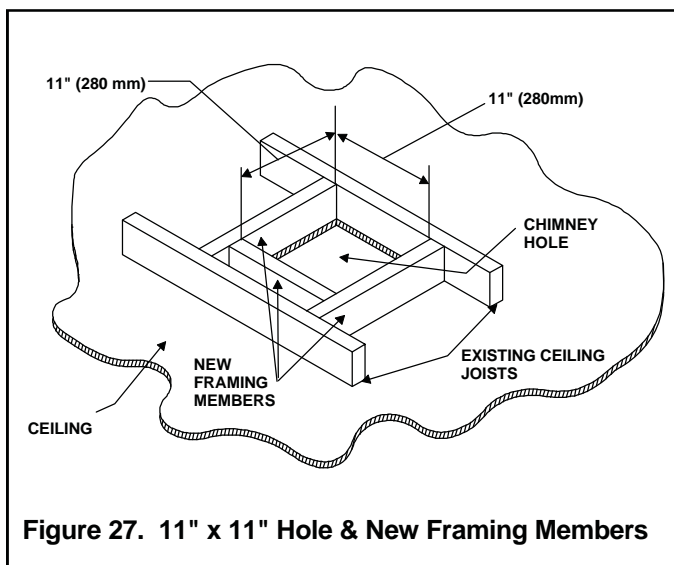 11" (280 mm)
11" (280mm)
CHIMNEY
HOLE
NEW
FRAMING
MEMBERS
EXISTING CEILING
JOISTS
CEILING
Figure 27.  11" x 11" Hole & New Framing Members